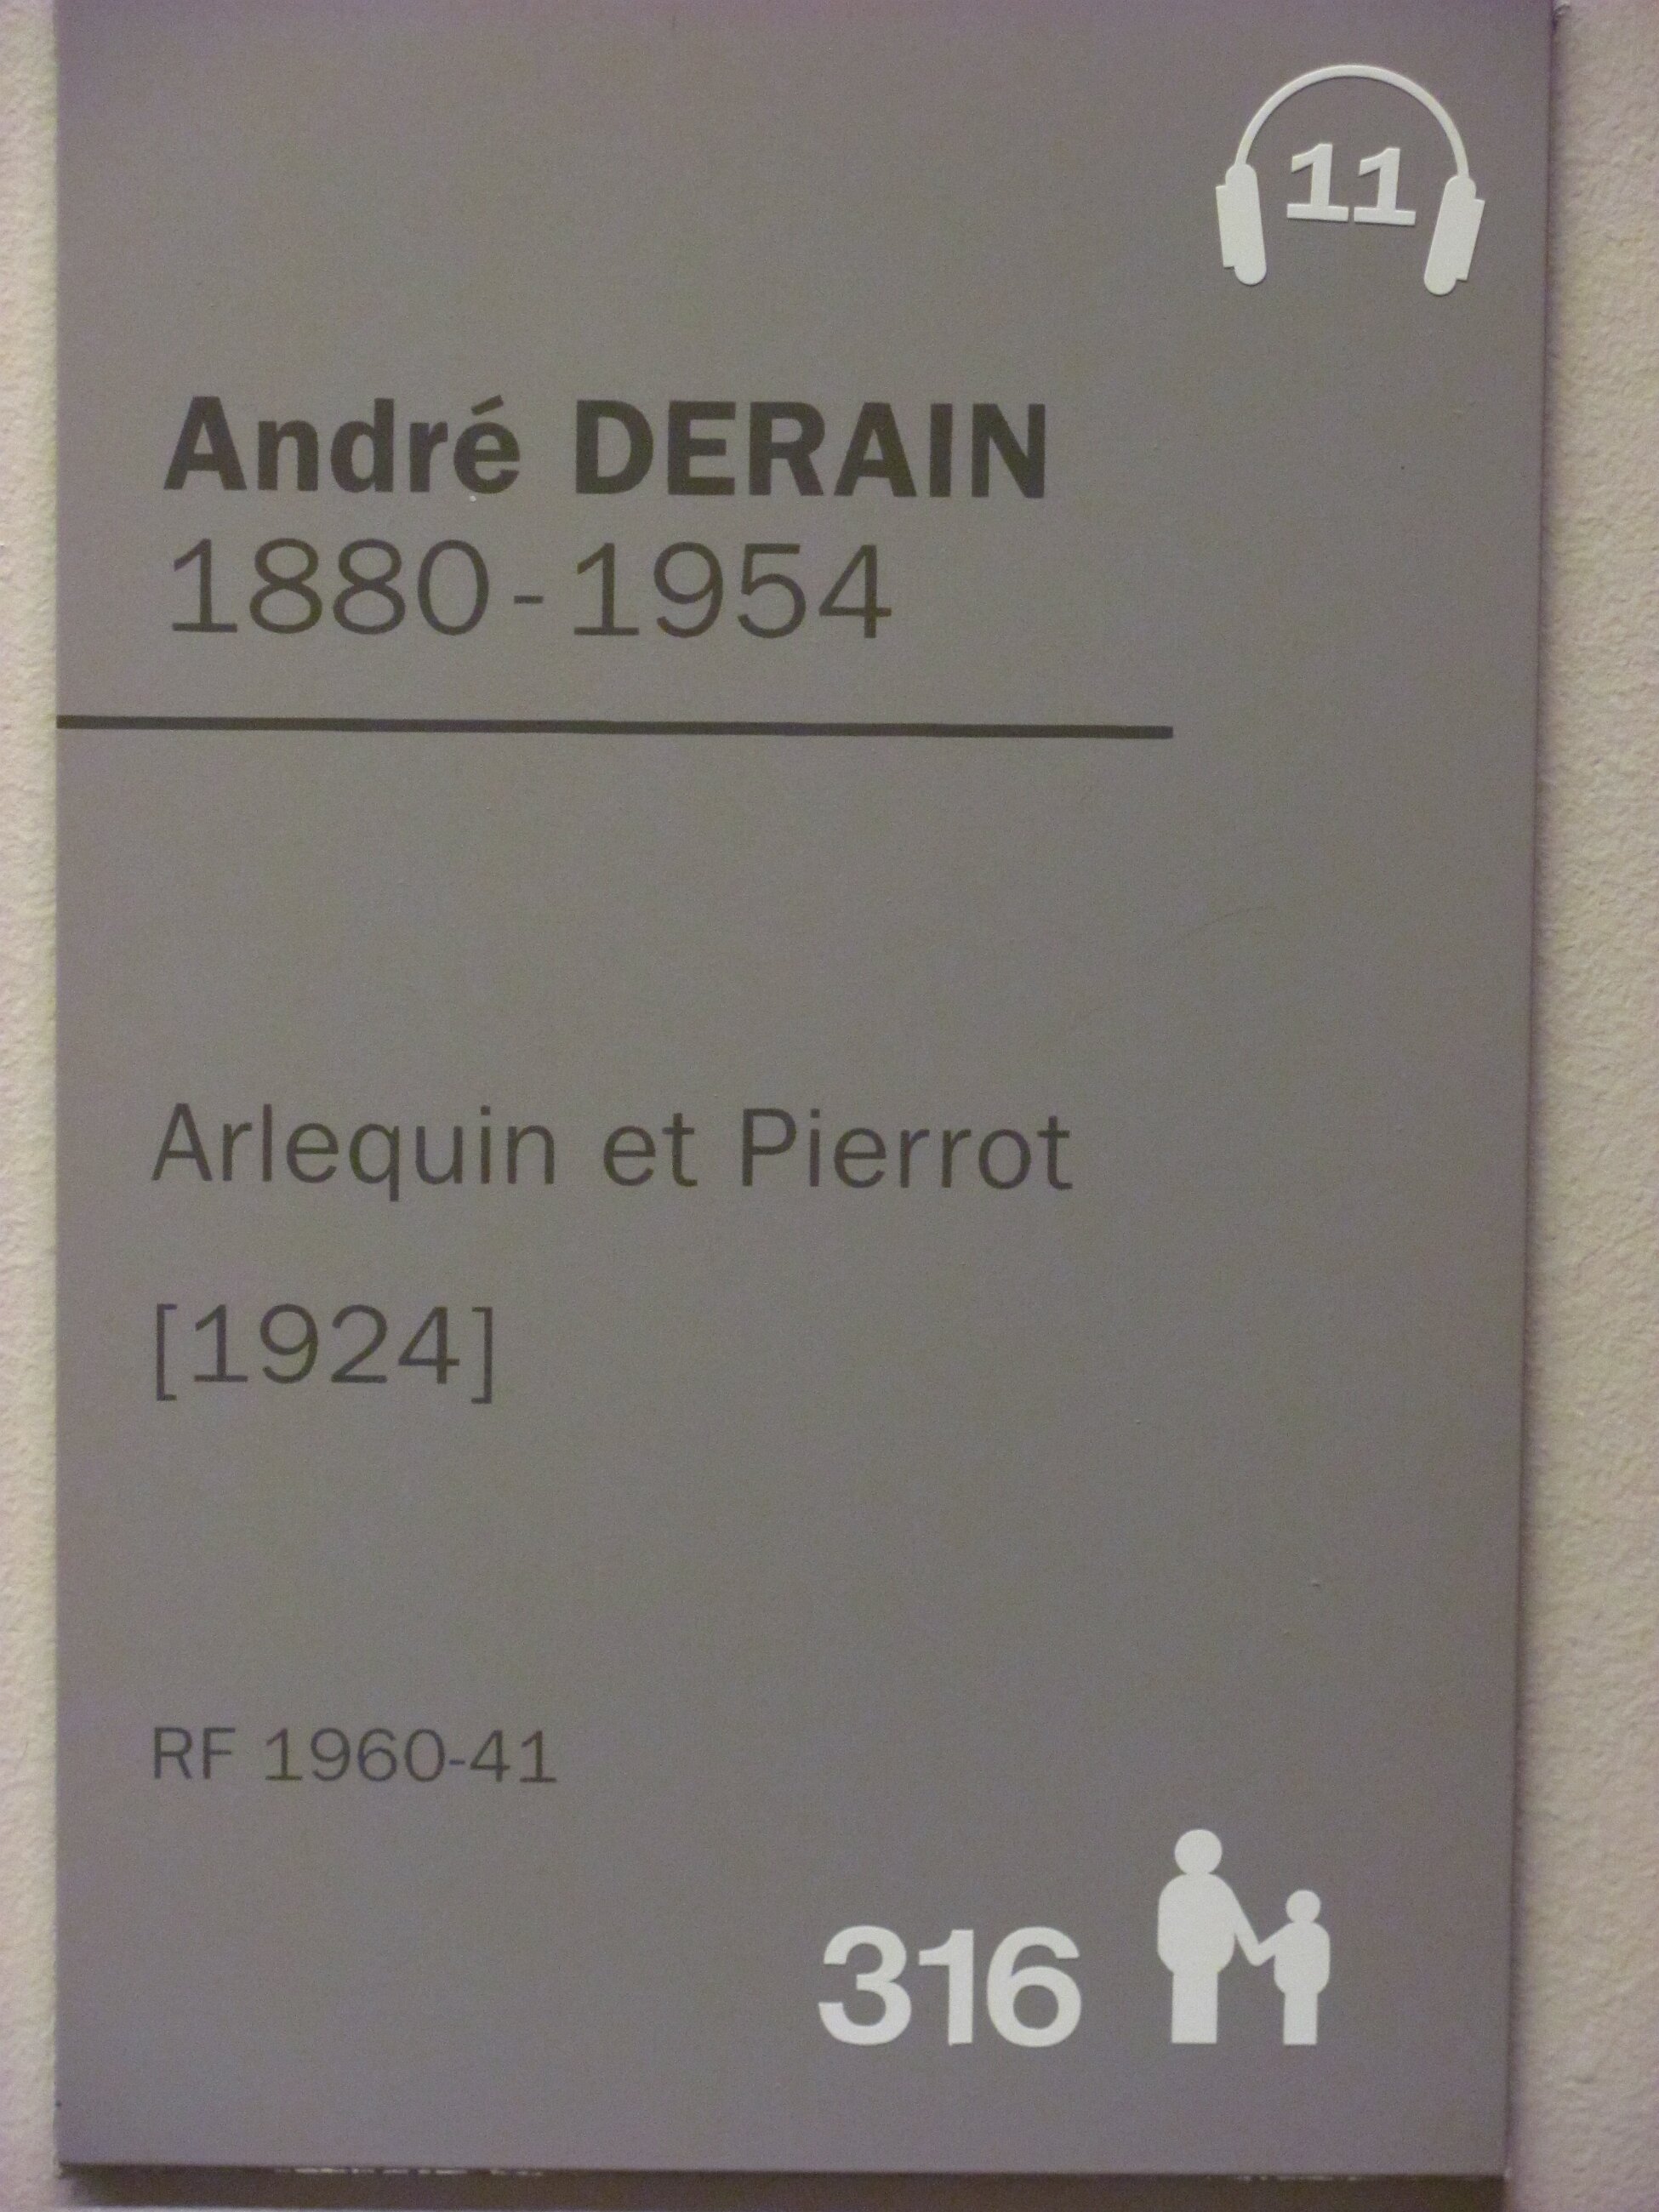 11
André DERAIN
1880-1954
Arlequin et Pierrot
[1924]
RF 1960-41
316